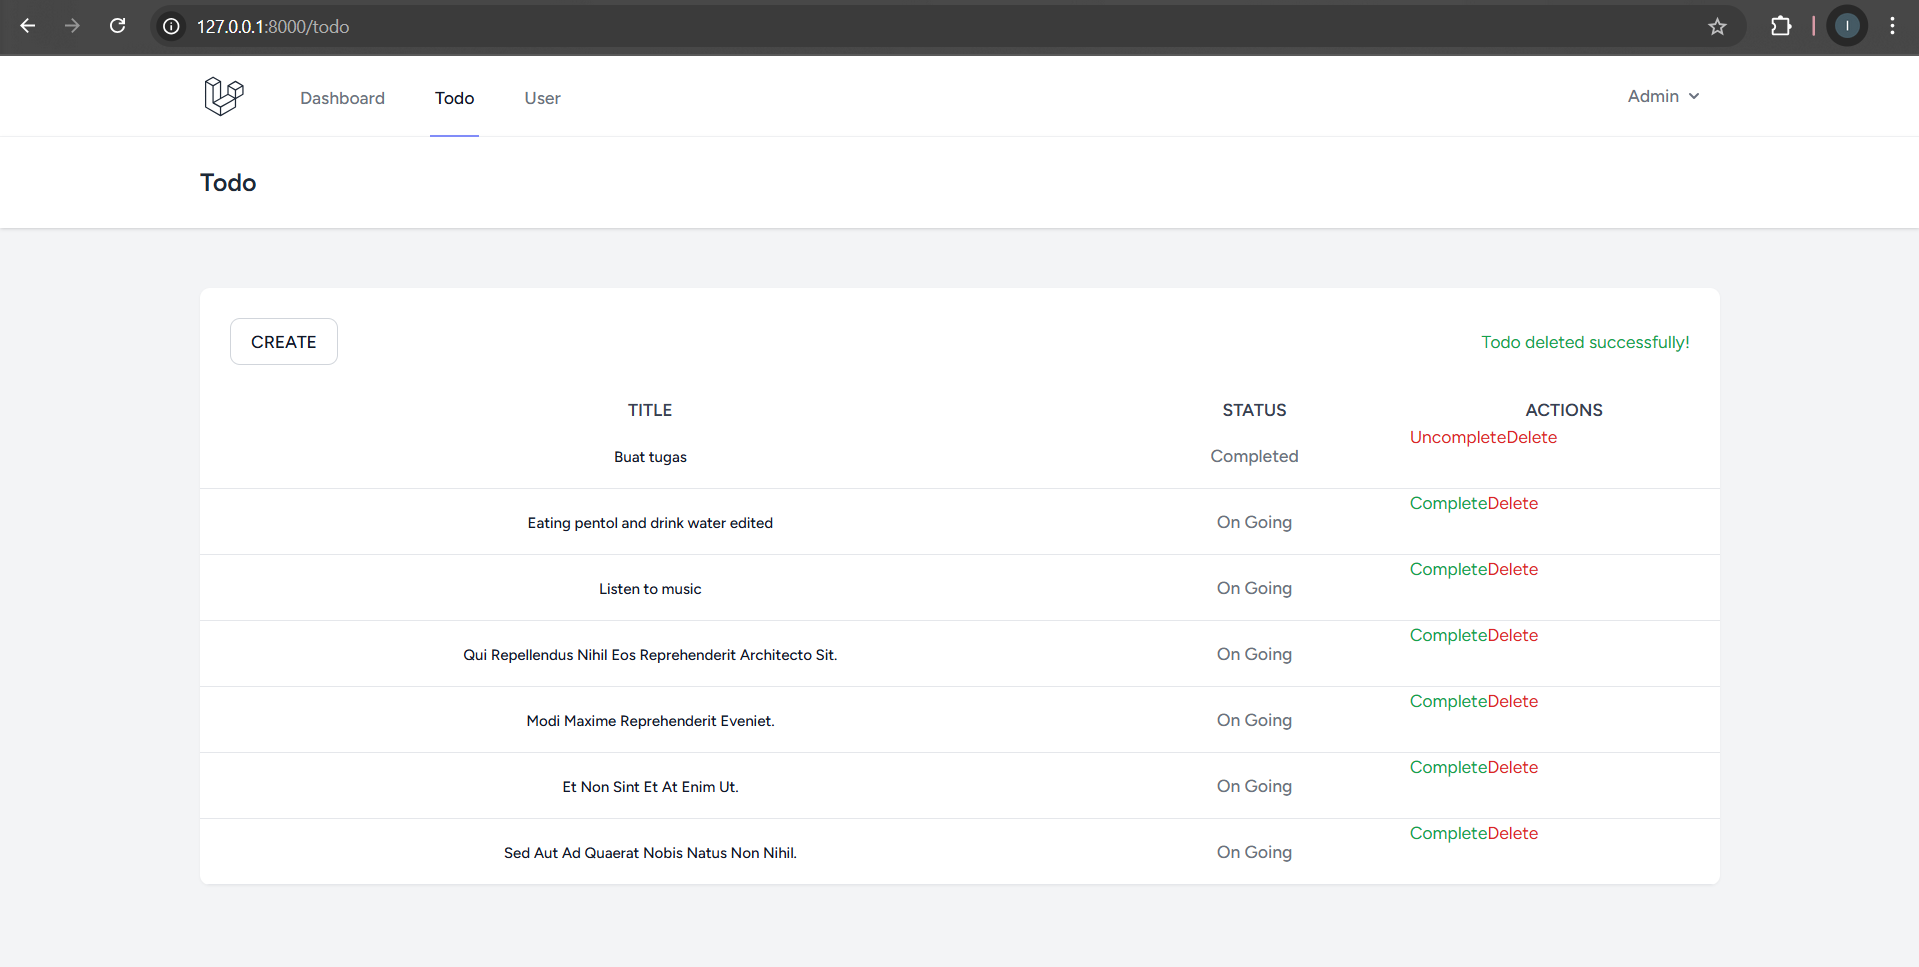 127.0.0.1:8000/todo
I
Dashboard Todo User Admin
Todo
CREATE Todo deleted successfully!
TITLE STATUS ACTIONS
Buat tugas Completed UncompleteDelete
Eating pentol and drink water edited On Going CompleteDelete
Listen to music On Going CompleteDelete
Qui Repellendus Nihil Eos Reprehenderit Architecto Sit. On Going CompleteDelete
Modi Maxime Reprehenderit Eveniet. On Going CompleteDelete
Et Non Sint Et At Enim Ut. On Going CompleteDelete
Sed Aut Ad Quaerat Nobis Natus Non Nihil. On Going CompleteDelete